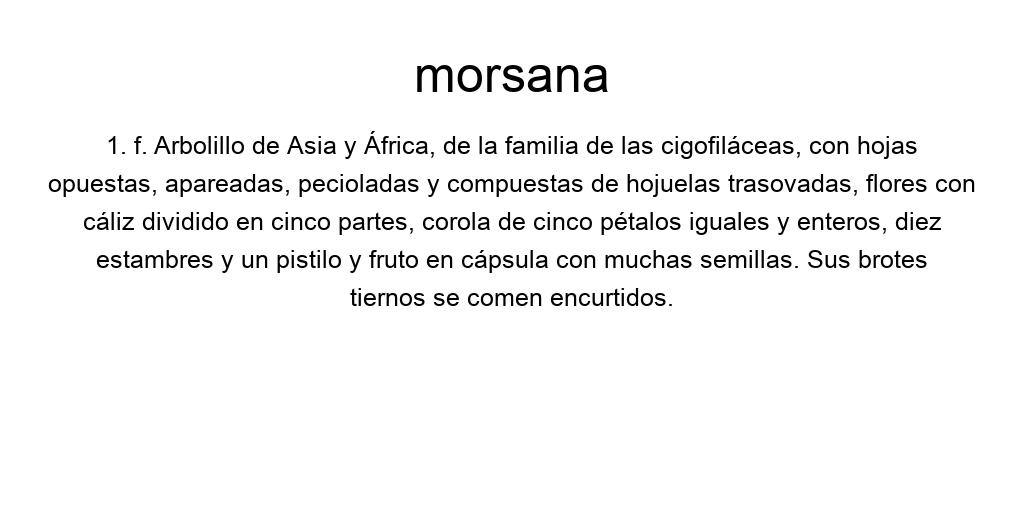 morsana
1. f. Arbolillo de Asia y África, de la familia de las cigofiláceas, con hojas
opuestas, apareadas, pecioladas y compuestas de hojuelas trasovadas, flores con
cáliz dividido en cinco partes, corola de cinco pétalos iguales y enteros, diez
estambres y un pistilo y fruto en cápsula con muchas semillas. Sus brotes
tiernos se comen encurtidos.